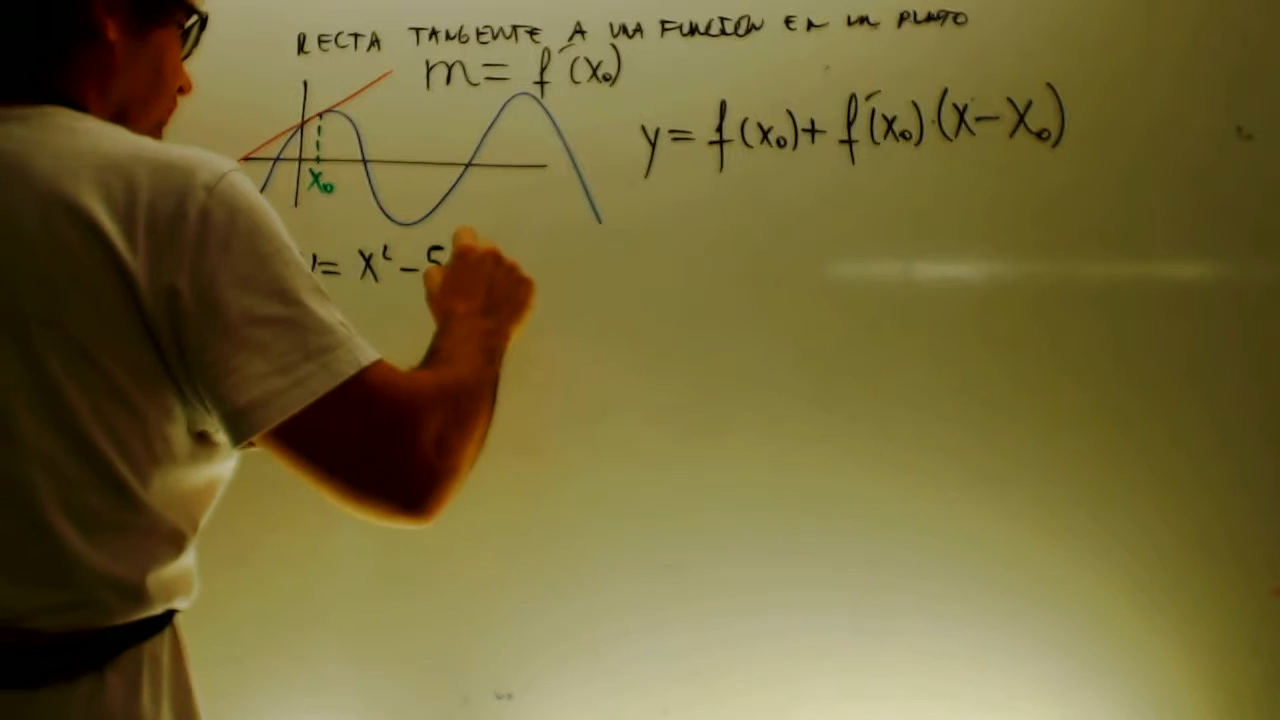 RECTA TANGENTE A UNA FUNCION EN UN PUNTO
m = f´(x₀)
y = f(x₀) + f´(x₀)·(x - x₀)
x₀
= x² - 5